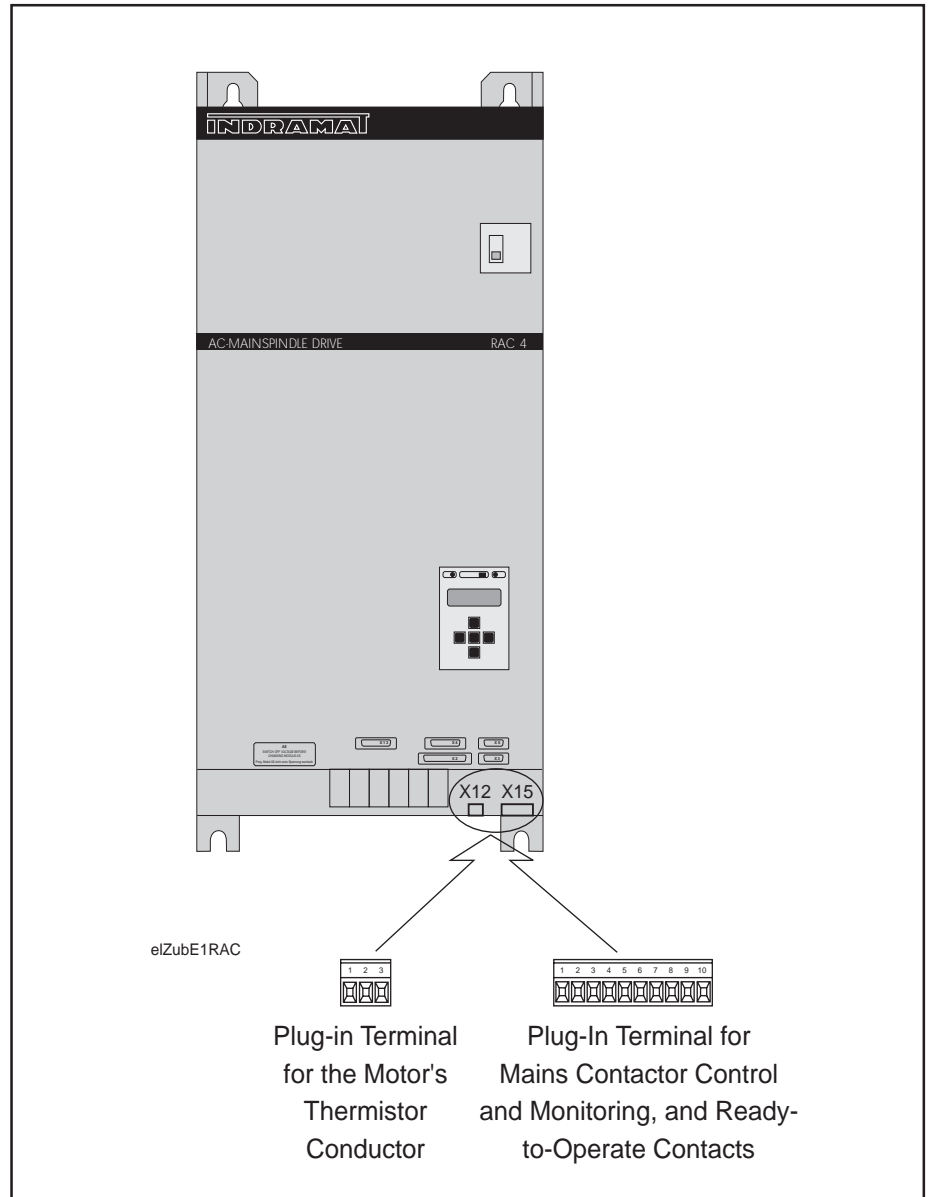 INDRAMAT
AC-MAINSPINDLE DRIVE RAC 4
X12 X15
elZubE1RAC
1 2 3
1 2 3 4 5 6 7 8 9 10
Plug-in Terminal
for the Motor's
Thermistor
Conductor
Plug-In Terminal for
Mains Contactor Control
and Monitoring, and Ready-
to-Operate Contacts